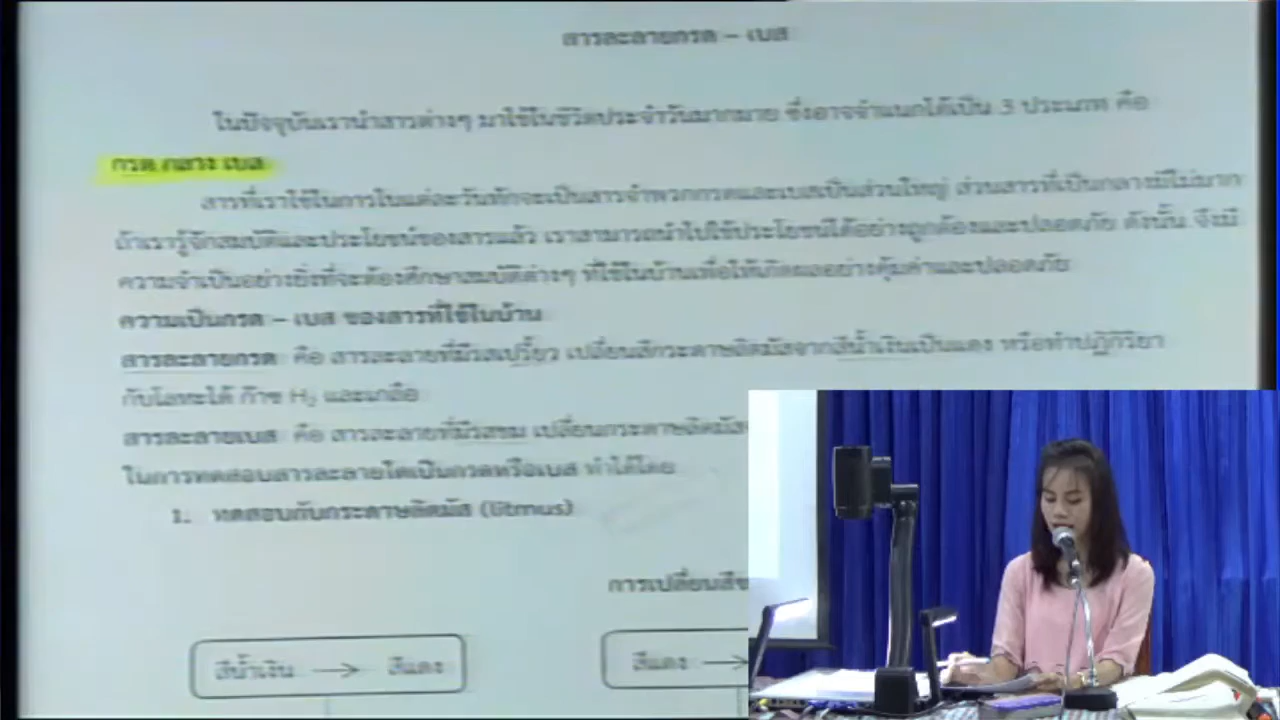 สารละลายกรด – เบส
ในปัจจุบันเรานำสารต่างๆ มาใช้ในชีวิตประจำวันมากมาย ซึ่งอาจจำแนกได้เป็น 3 ประเภท คือ
กรด กลาง เบส
สารที่เราใช้ในการในแต่ละวันมักจะเป็นสารจำพวกกรดและเบสเป็นส่วนใหญ่ ส่วนสารที่เป็นกลางมีไม่มาก
ถ้าเรารู้จักสมบัติและประโยชน์ของสารแล้ว เราสามารถนำไปใช้ประโยชน์ได้อย่างถูกต้องและปลอดภัย ดังนั้น จึงมี
ความจำเป็นอย่างยิ่งที่จะต้องศึกษาสมบัติต่างๆ ที่ใช้ในบ้านเพื่อให้เกิดผลอย่างคุ้มค่าและปลอดภัย
ความเป็นกรด – เบส ของสารที่ใช้ในบ้าน
สารละลายกรด คือ สารละลายที่มีรสเปรี้ยว เปลี่ยนสีกระดาษลิตมัสจากสีน้ำเงินเป็นแดง หรือทำปฏิกิริยา
กับโลหะได้ ก๊าซ H₂ และเกลือ
สารละลายเบส คือ สารละลายที่มีรสขม เปลี่ยนกระดาษลิตมัส
ในการทดสอบสารละลายใดเป็นกรดหรือเบส ทำได้โดย
1. ทดสอบกับกระดาษลิตมัส (litmus)
การเปลี่ยนสี
สีน้ำเงิน → สีแดง
สีแดง →